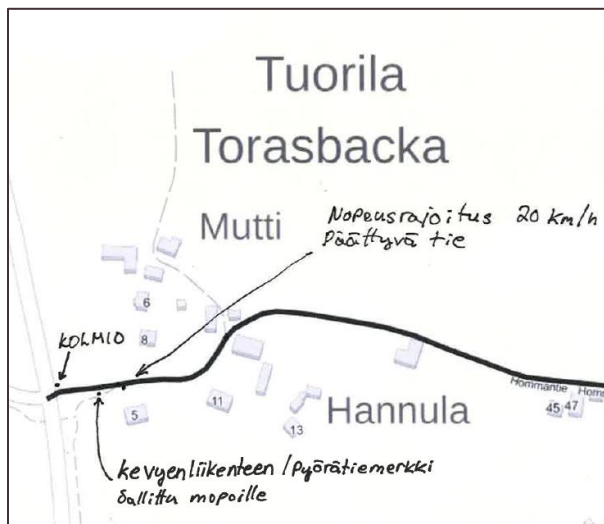 Tuorila
Torasbacka
Mutti
Nopeusrajoitus 20 km/h
Päättyvä tie
6
KOLMIO
8
5
11
13
Hannula
Hommantie
Hom
45
47
kevyenliikenteen / Pyörätiemerkki
Sallittu mopoille